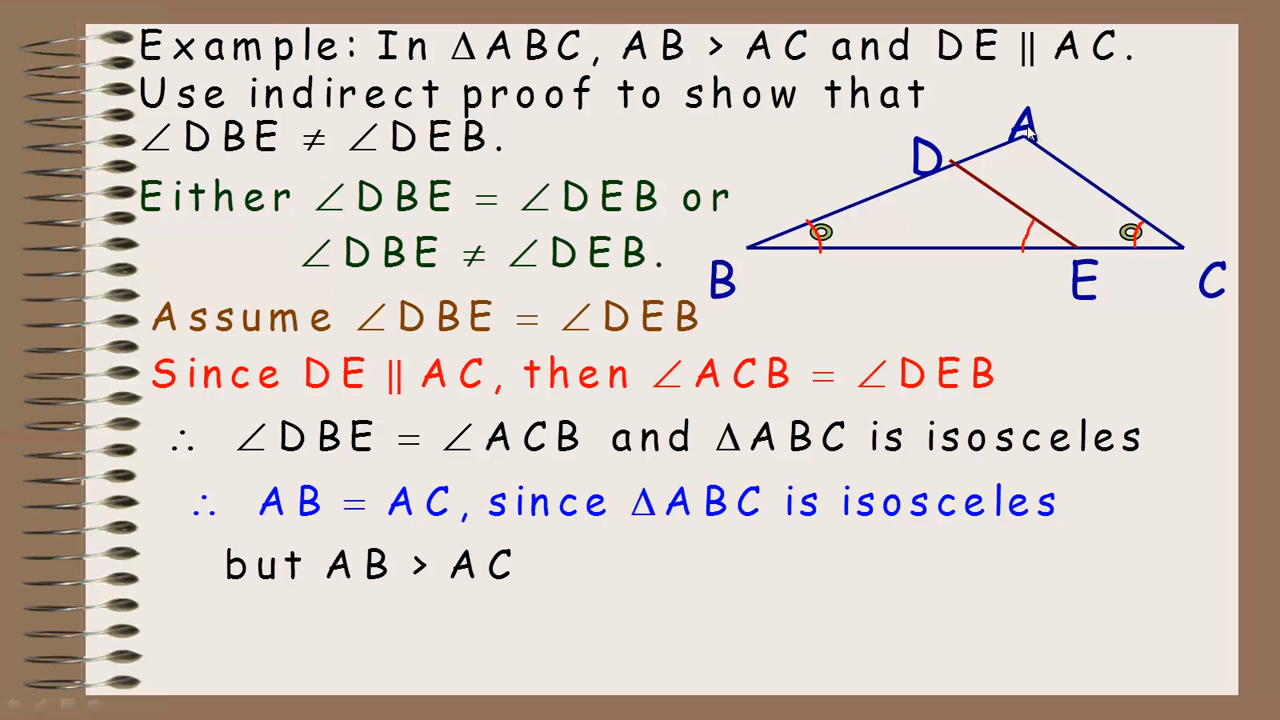 Example: In ΔABC, AB > AC and DE ∥ AC.
Use indirect proof to show that
∠DBE ≠ ∠DEB.
Either ∠DBE = ∠DEB or
∠DBE ≠ ∠DEB.
Assume ∠DBE = ∠DEB
Since DE ∥ AC, then ∠ACB = ∠DEB
∴ ∠DBE = ∠ACB and ΔABC is isosceles
∴ AB = AC, since ΔABC is isosceles
but AB > AC
A
D
B
E
C